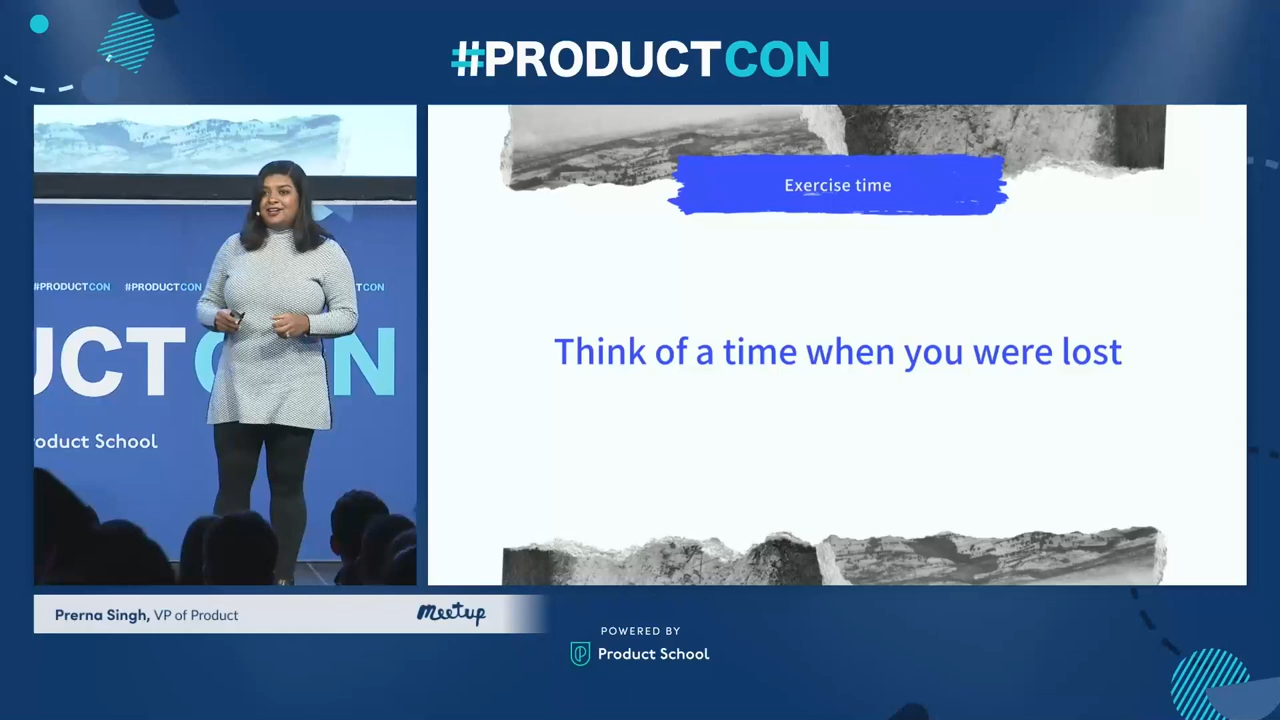 #PRODUCTCON
Exercise time
Think of a time when you were lost
#PRODUCTCON #PRODUCTCON TCON
UCTCON
oduct School
Prerna Singh, VP of Product
meetup
POWERED BY
Product School